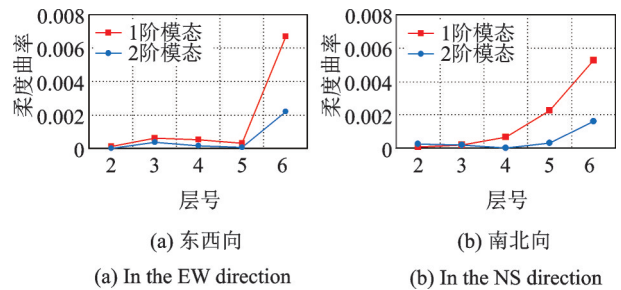 0.008
0.006
0.004
0.002
0
柔度曲率
1阶模态
2阶模态
2 3 4 5 6
层号
(a) 东西向
(a) In the EW direction
0.008
0.006
0.004
0.002
0
柔度曲率
1阶模态
2阶模态
2 3 4 5 6
层号
(b) 南北向
(b) In the NS direction